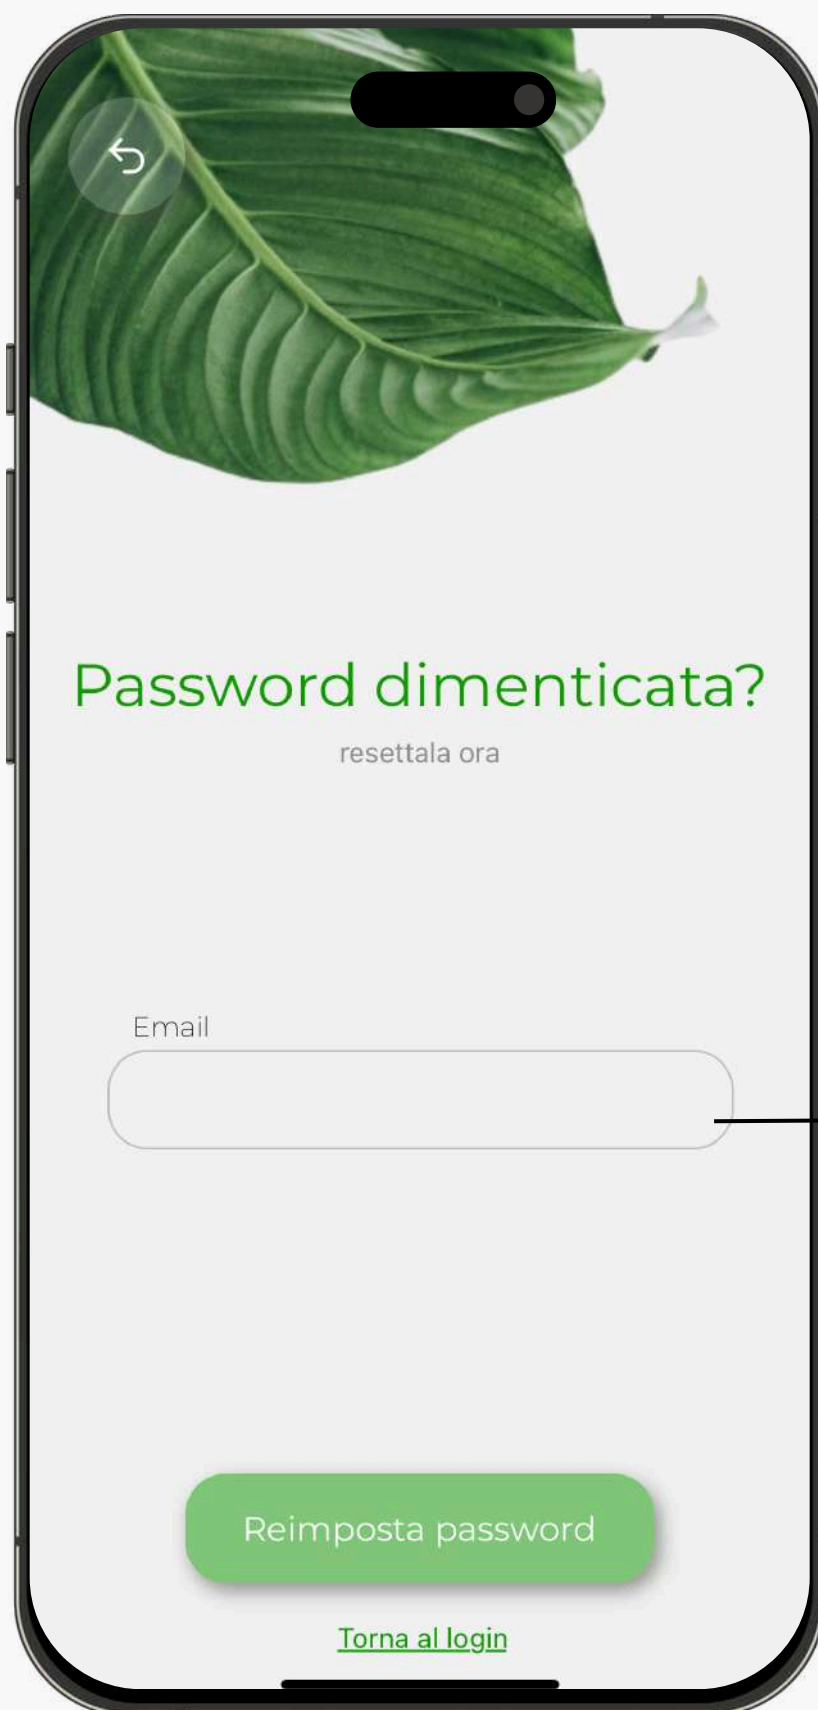 Password dimenticata?
resettala ora
Email
Reimposta password
Torna al login